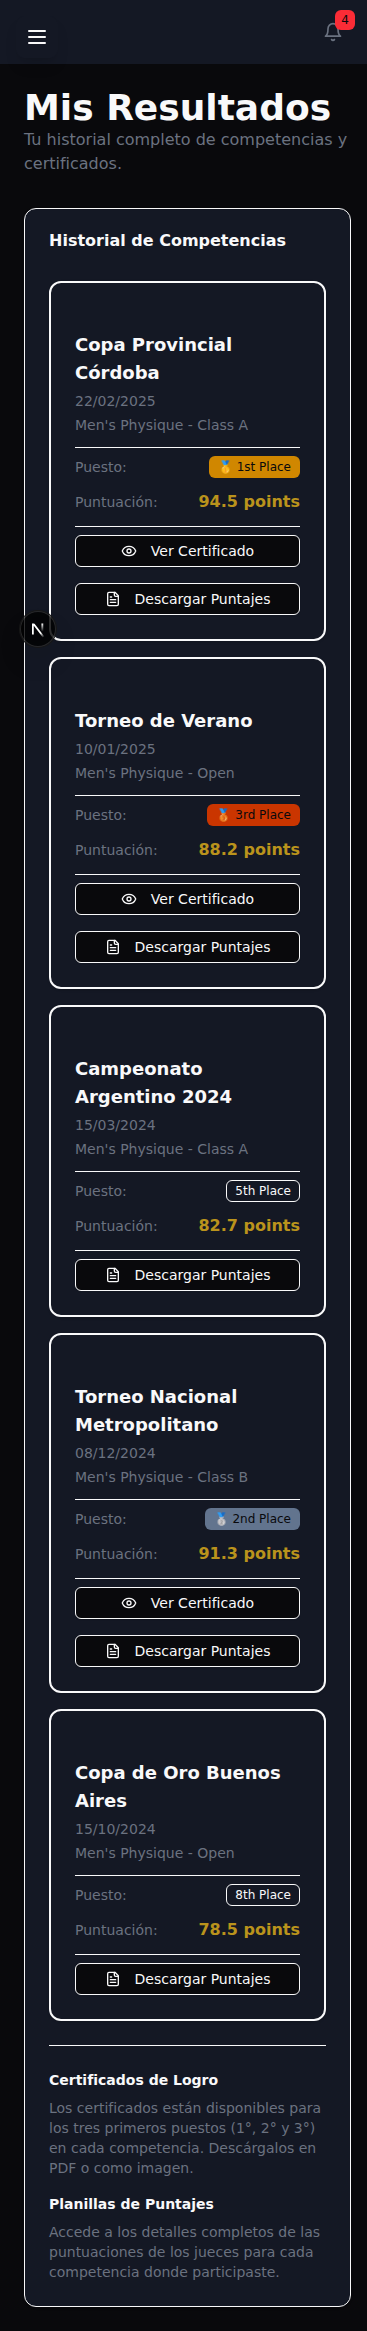 4
Mis Resultados
Tu historial completo de competencias y
certificados.
Historial de Competencias
Copa Provincial
Córdoba
22/02/2025
Men's Physique - Class A
Puesto: 🥇 1st Place
Puntuación: 94.5 points
Ver Certificado
Descargar Puntajes
N
Torneo de Verano
10/01/2025
Men's Physique - Open
Puesto: 🥉 3rd Place
Puntuación: 88.2 points
Ver Certificado
Descargar Puntajes
Campeonato
Argentino 2024
15/03/2024
Men's Physique - Class A
Puesto: 5th Place
Puntuación: 82.7 points
Descargar Puntajes
Torneo Nacional
Metropolitano
08/12/2024
Men's Physique - Class B
Puesto: 🥈 2nd Place
Puntuación: 91.3 points
Ver Certificado
Descargar Puntajes
Copa de Oro Buenos
Aires
15/10/2024
Men's Physique - Open
Puesto: 8th Place
Puntuación: 78.5 points
Descargar Puntajes
Certificados de Logro
Los certificados están disponibles para
los tres primeros puestos (1°, 2° y 3°)
en cada competencia. Descárgalos en
PDF o como imagen.
Planillas de Puntajes
Accede a los detalles completos de las
puntuaciones de los jueces para cada
competencia donde participaste.